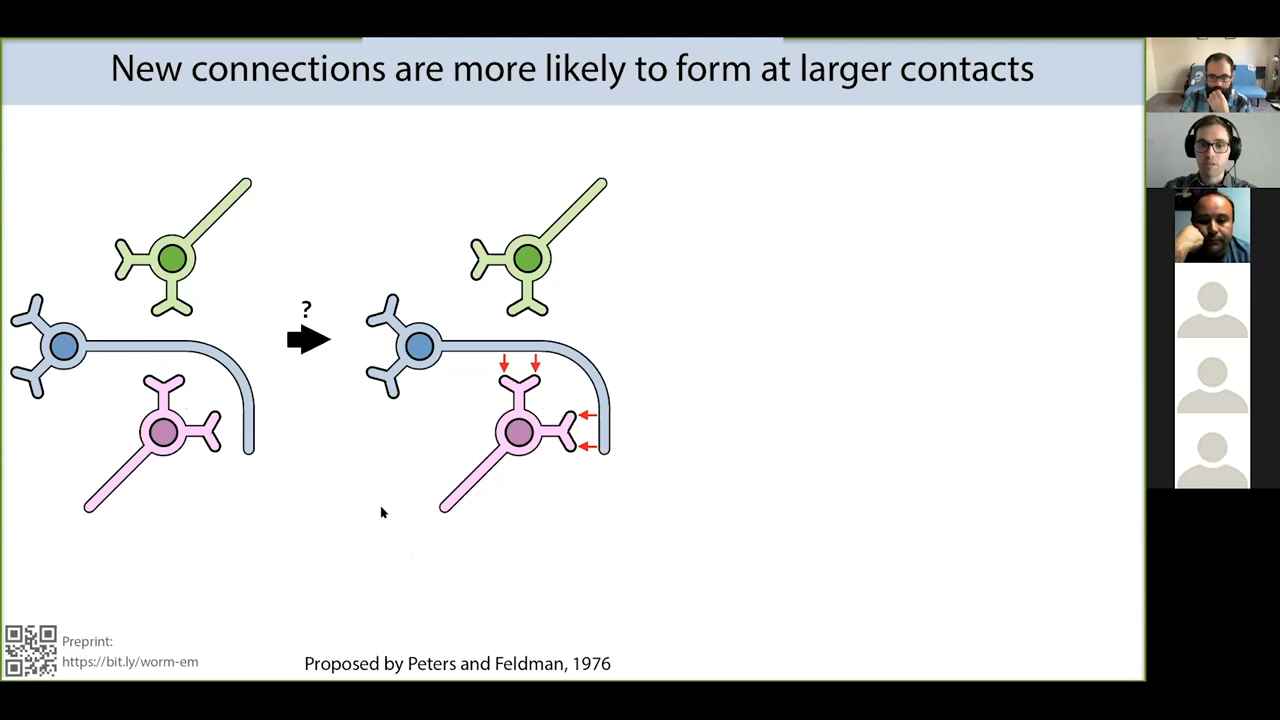 New connections are more likely to form at larger contacts
?
Preprint:
https://bit.ly/worm-em
Proposed by Peters and Feldman, 1976